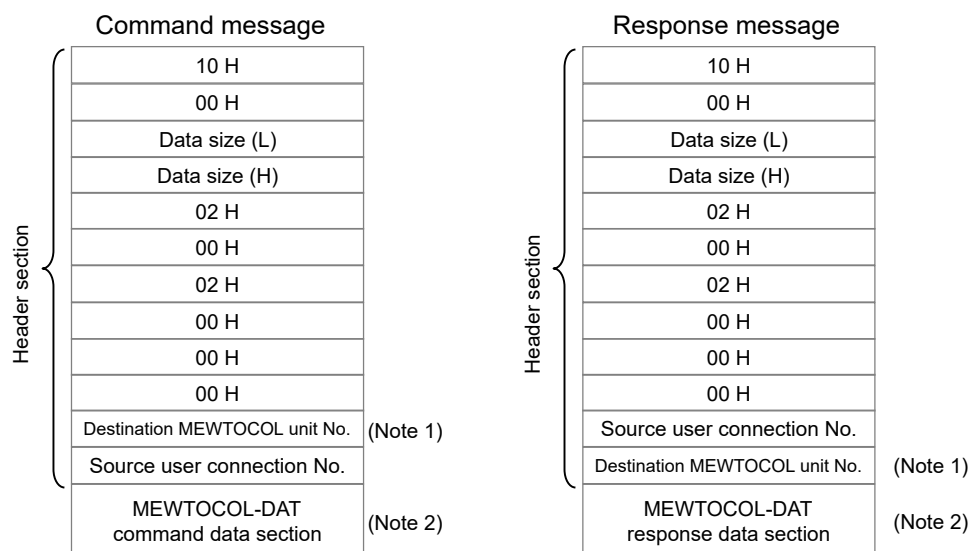 Command message
10 H
00 H
Data size (L)
Data size (H)
02 H
00 H
02 H
00 H
00 H
00 H
Destination MEWTOCOL unit No.
(Note 1)
Source user connection No.
MEWTOCOL-DAT
command data section
(Note 2)
Header section
Response message
10 H
00 H
Data size (L)
Data size (H)
02 H
00 H
02 H
00 H
00 H
00 H
Source user connection No.
Destination MEWTOCOL unit No.
(Note 1)
MEWTOCOL-DAT
response data section
(Note 2)
Header section